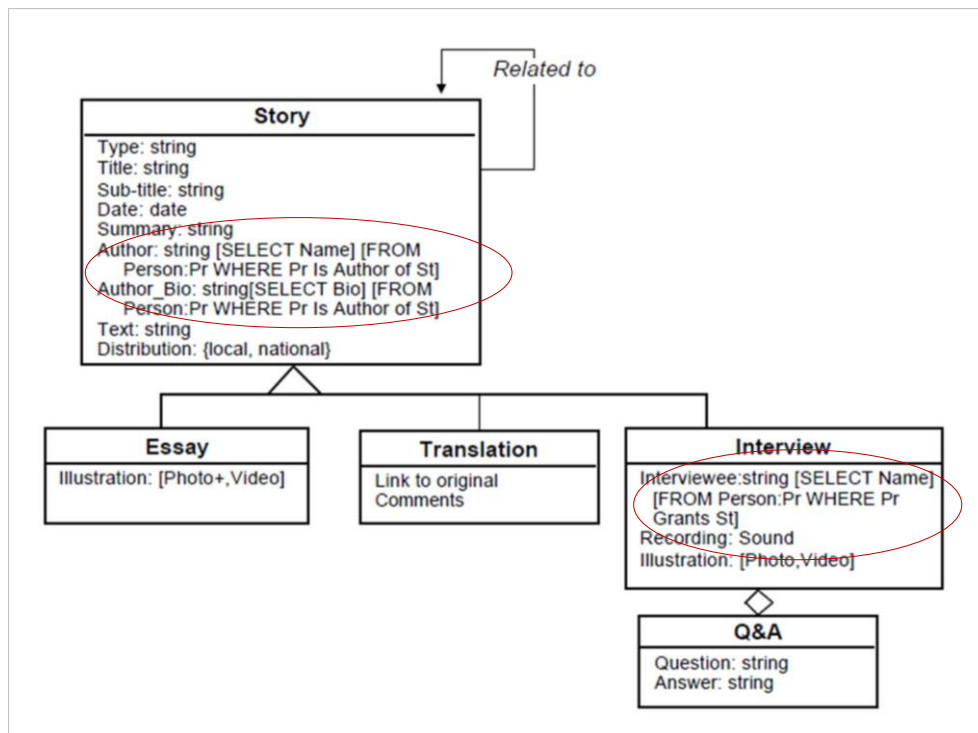 Related to
Story
Type: string
Title: string
Sub-title: string
Date: date
Summary: string
Author: string [SELECT Name] [FROM
Person:Pr WHERE Pr Is Author of St]
Author_Bio: string[SELECT Bio] [FROM
Person:Pr WHERE Pr Is Author of St]
Text: string
Distribution: {local, national}
Essay
Illustration: [Photo+,Video]
Translation
Link to original
Comments
Interview
Interviewee:string [SELECT Name]
[FROM Person:Pr WHERE Pr
Grants St]
Recording: Sound
Illustration: [Photo,Video]
Q&A
Question: string
Answer: string